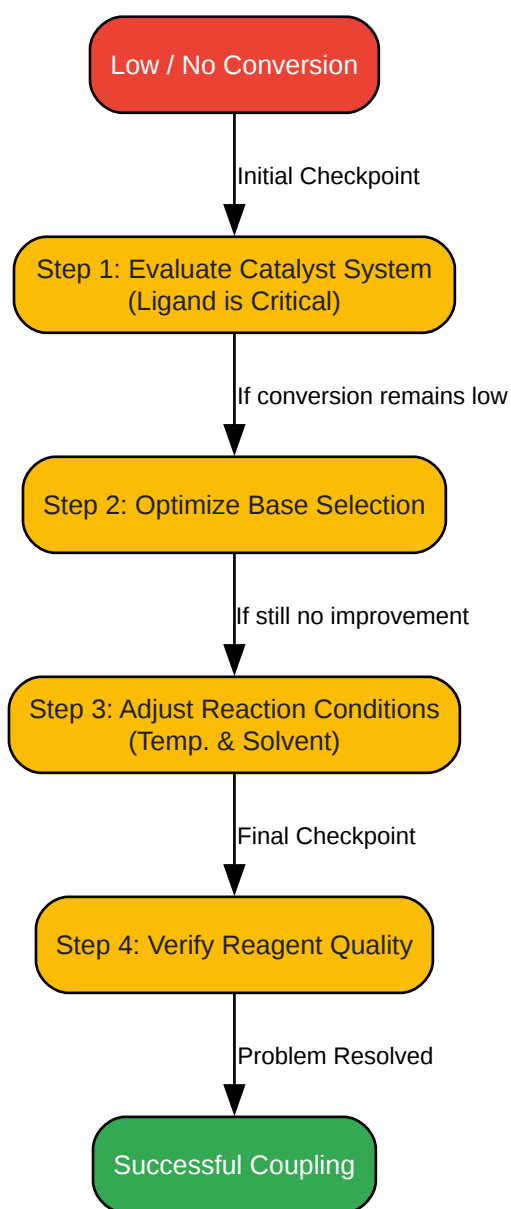 Low / No Conversion
Initial Checkpoint
Step 1: Evaluate Catalyst System
(Ligand is Critical)
If conversion remains low
Step 2: Optimize Base Selection
If still no improvement
Step 3: Adjust Reaction Conditions
(Temp. & Solvent)
Final Checkpoint
Step 4: Verify Reagent Quality
Problem Resolved
Successful Coupling